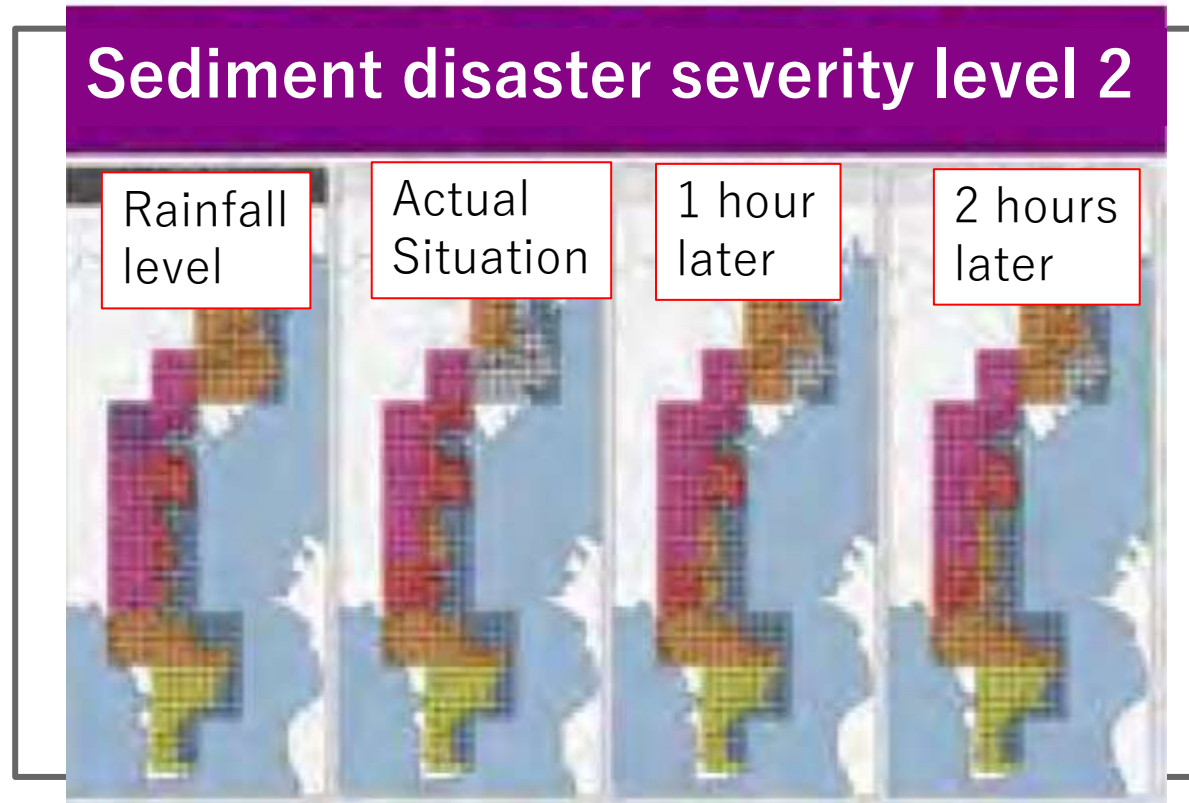 Sediment disaster severity level 2
Rainfall
level
Actual
Situation
1 hour
later
2 hours
later